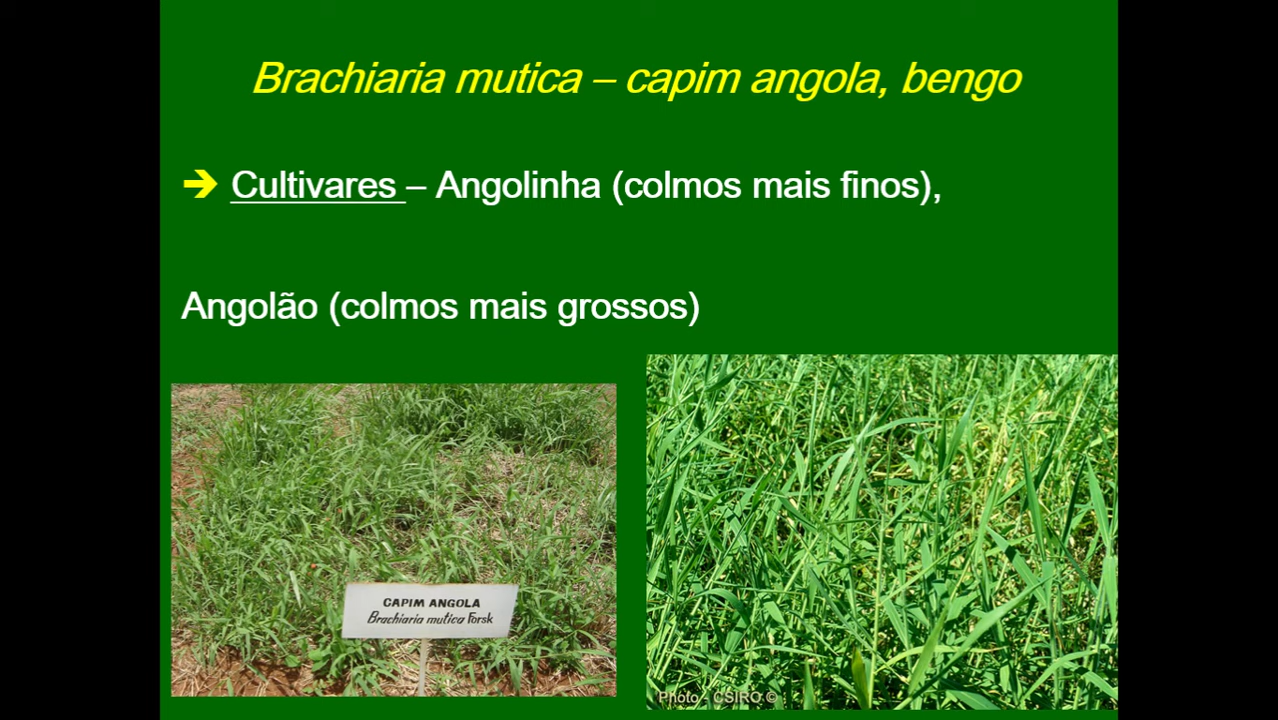 Brachiaria mutica – capim angola, bengo
➔ Cultivares – Angolinha (colmos mais finos),
Angolão (colmos mais grossos)
CAPIM ANGOLA
Brachiaria mutica Forsk
Photo - CSIRO ©